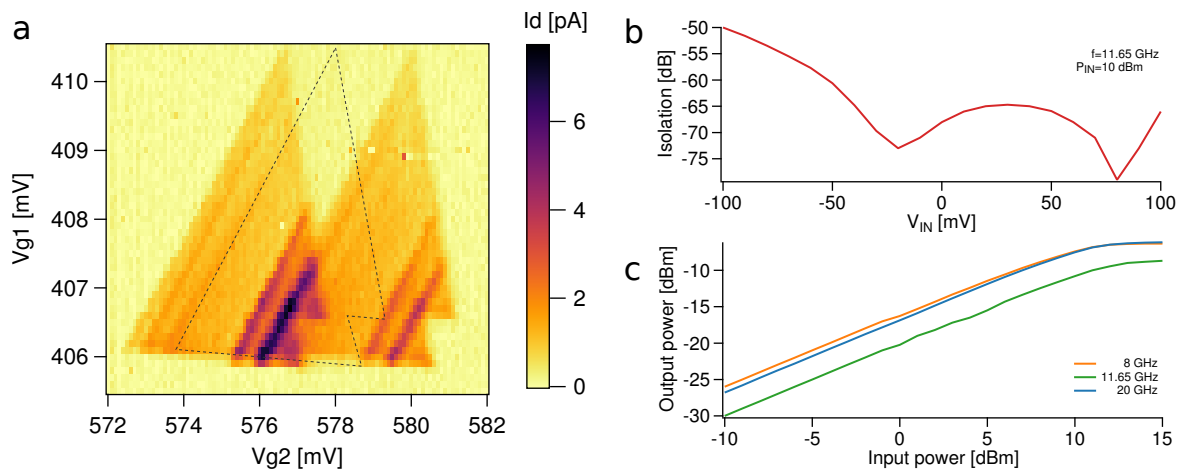 a
Id [pA]
410
409
408
407
406
Vg1 [mV]
572
574
576
578
580
582
Vg2 [mV]
6
4
2
0
b
-50
-55
-60
-65
-70
-75
Isolation [dB]
f=11.65 GHz
P_IN=10 dBm
-100
-50
0
50
100
V_IN [mV]
c
-10
-15
-20
-25
-30
Output power [dBm]
8 GHz
11.65 GHz
20 GHz
-10
-5
0
5
10
15
Input power [dBm]